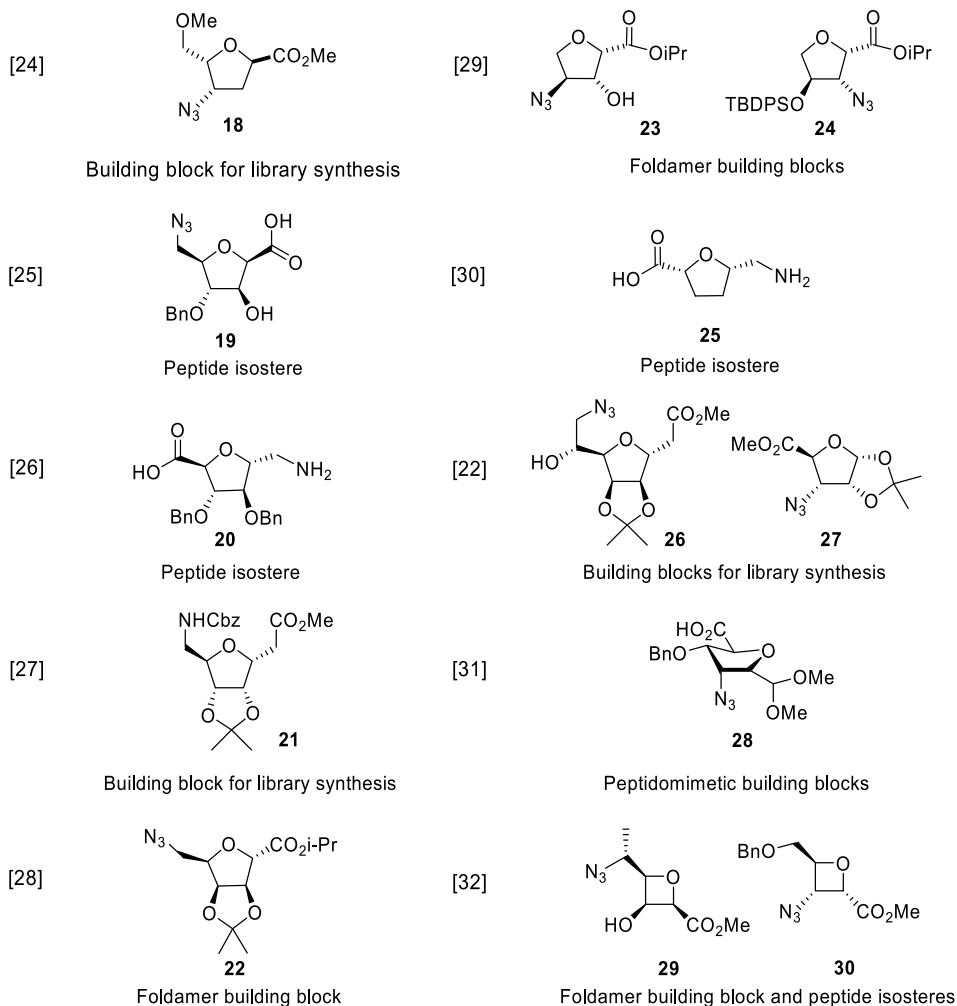 [24]
OMe
O
CO₂Me
N₃
18
Building block for library synthesis
[29]
O
O
OiPr
N₃
OH
23
O
O
OiPr
TBDPSO
N₃
24
Foldamer building blocks
[25]
N₃
O
OH
O
BnO
OH
19
Peptide isostere
[30]
O
HO
O
NH₂
25
Peptide isostere
[26]
O
HO
O
NH₂
BnO
OBn
20
Peptide isostere
[22]
N₃
CO₂Me
HO
O
O
O
26
MeO₂C
O
O
O
N₃
27
Building blocks for library synthesis
[27]
NHCbz
CO₂Me
O
O
O
21
Building block for library synthesis
[31]
HO₂C
BnO
O
N₃
OMe
OMe
28
Peptidomimetic building blocks
[28]
N₃
O
CO₂i-Pr
O
O
22
Foldamer building block
[32]
N₃
O
HO
CO₂Me
29
BnO
O
N₃
CO₂Me
30
Foldamer building block and peptide isosteres